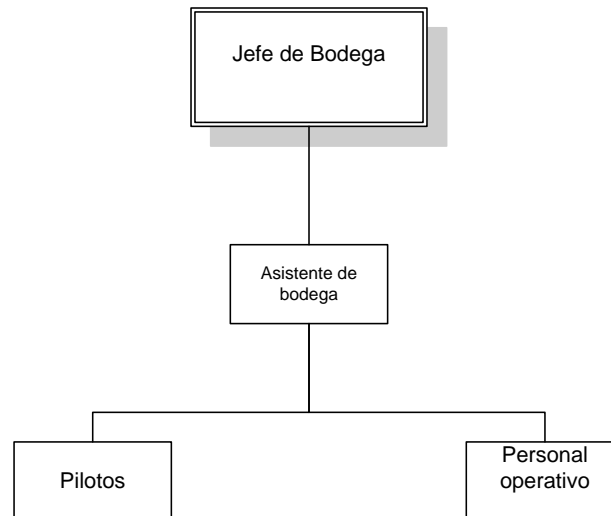 Jefe de Bodega
Asistente de
bodega
Pilotos
Personal
operativo